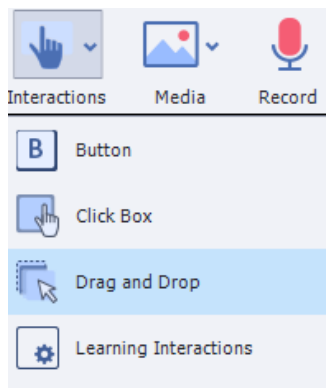 Interactions Media Record
B Button
Click Box
Drag and Drop
Learning Interactions